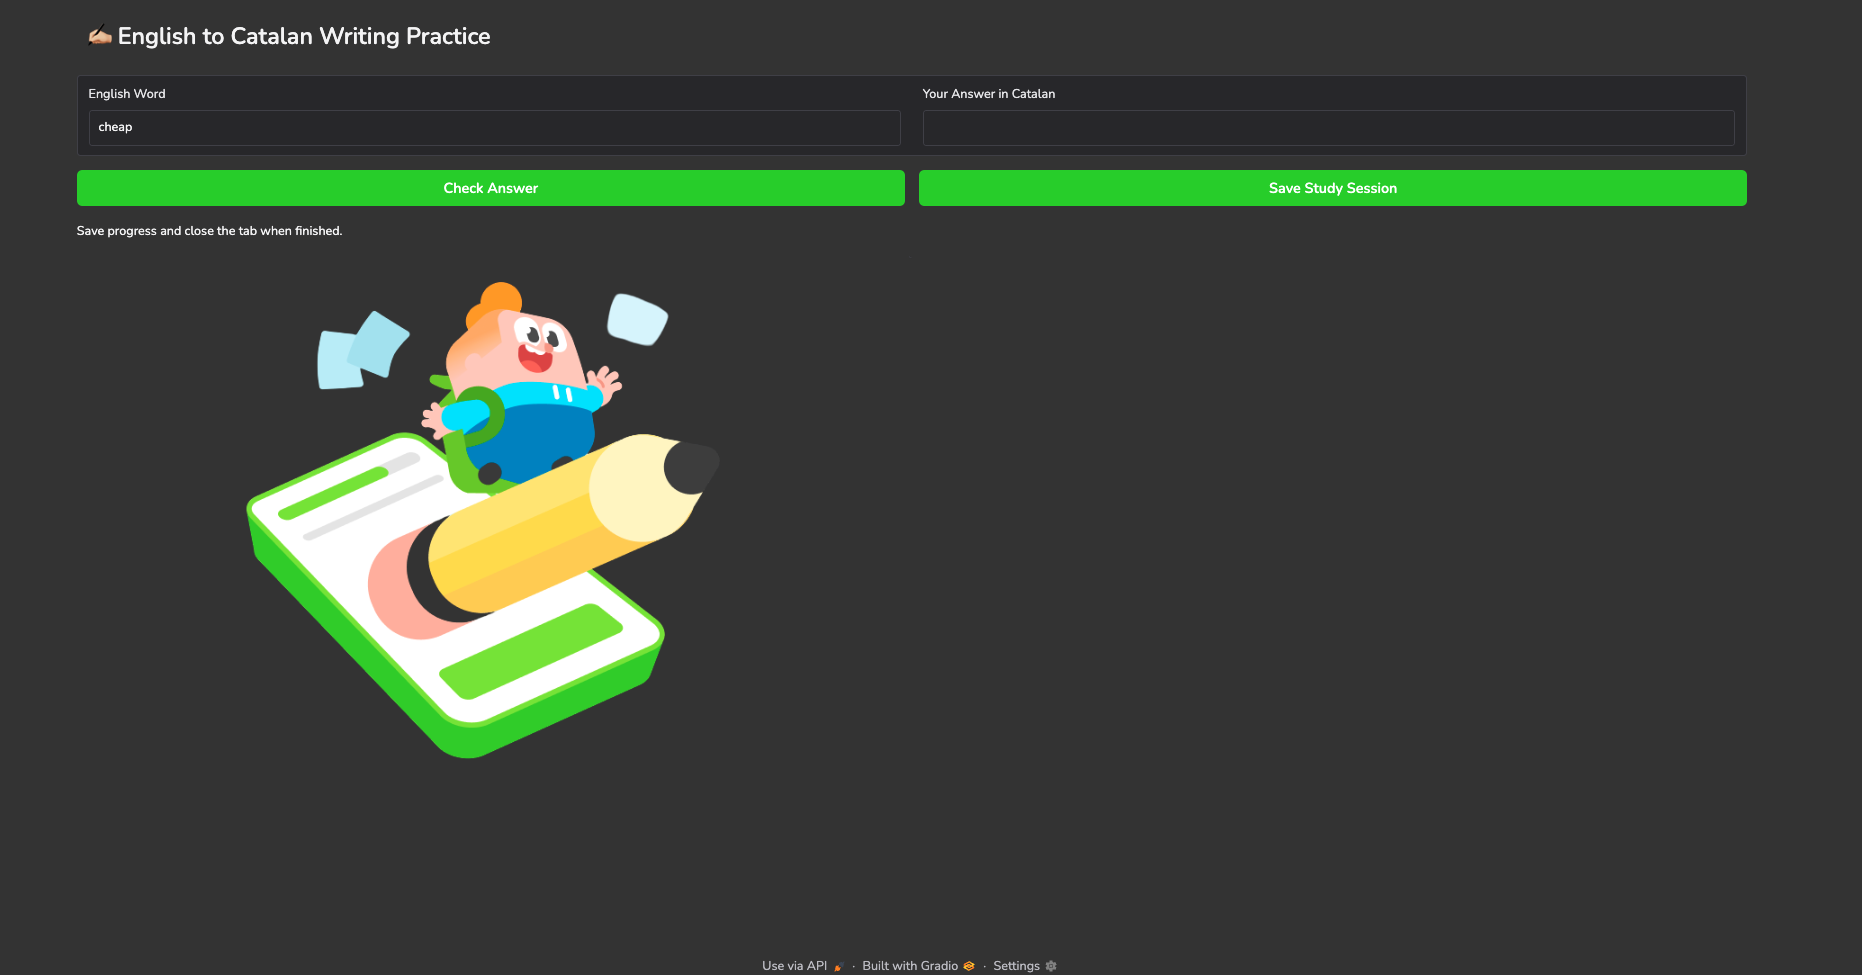 ✍🏼 English to Catalan Writing Practice
English Word
Your Answer in Catalan
cheap
Check Answer
Save Study Session
Save progress and close the tab when finished.
Use via API 🚀 · Built with Gradio · Settings ⚙️